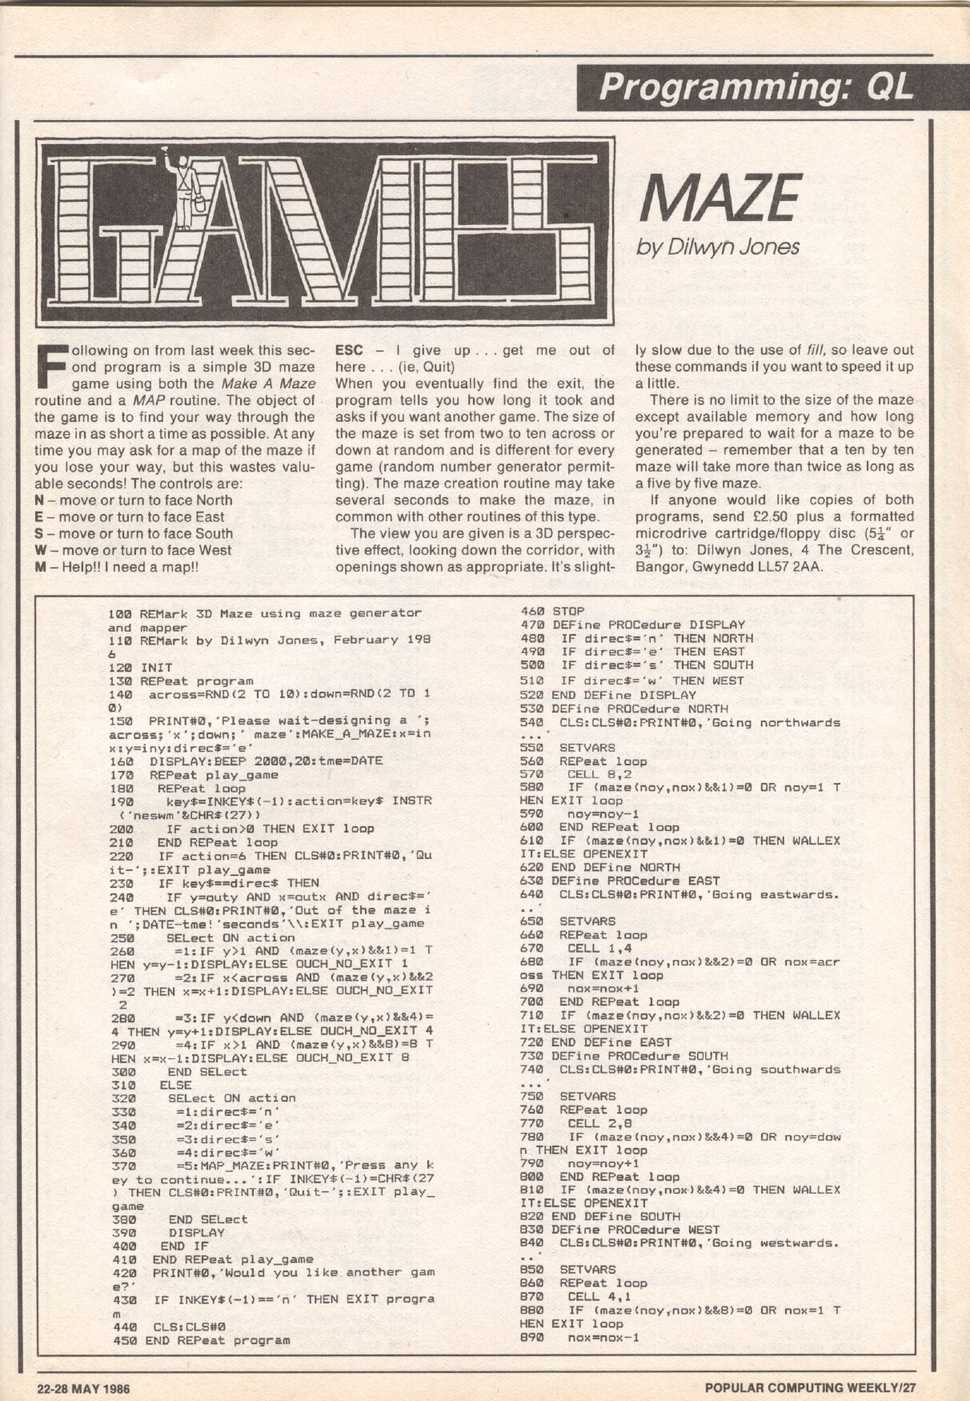 Programming: QL
GAMES
MAZE
by Dilwyn Jones
Following on from last week this sec-
ond program is a simple 3D maze
game using both the Make A Maze
routine and a MAP routine. The object of
the game is to find your way through the
maze in as short a time as possible. At any
time you may ask for a map of the maze if
you lose your way, but this wastes valu-
able seconds! The controls are:
N – move or turn to face North
E – move or turn to face East
S – move or turn to face South
W – move or turn to face West
M – Help!! I need a map!!
ESC – I give up . . . get me out of
here . . . (ie, Quit)
When you eventually find the exit, the
program tells you how long it took and
asks if you want another game. The size of
the maze is set from two to ten across or
down at random and is different for every
game (random number generator permit-
ting). The maze creation routine may take
several seconds to make the maze, in
common with other routines of this type.
The view you are given is a 3D perspec-
tive effect, looking down the corridor, with
openings shown as appropriate. It's slight-
ly slow due to the use of fill, so leave out
these commands if you want to speed it up
a little.
There is no limit to the size of the maze
except available memory and how long
you're prepared to wait for a maze to be
generated – remember that a ten by ten
maze will take more than twice as long as
a five by five maze.
If anyone would like copies of both
programs, send £2.50 plus a formatted
microdrive cartridge/floppy disc (5½" or
3½") to: Dilwyn Jones, 4 The Crescent,
Bangor, Gwynedd LL57 2AA.
100 REMark 3D Maze using maze generator
and mapper
110 REMark by Dilwyn Jones, February 198
6
120 INIT
130 REPeat program
140 across=RND(2 TO 10):down=RND(2 TO 1
0)
150 PRINT#0,'Please wait-designing a ';
across;'x';down;' maze':MAKE_A_MAZE:x=in
x:y=iny:direc$='e'
160 DISPLAY:BEEP 2000,20:tme=DATE
170 REPeat play_game
180 REPeat loop
190 key$=INKEY$(-1):action=key$ INSTR
('neswm'&CHR$(27))
200 IF action>0 THEN EXIT loop
210 END REPeat loop
220 IF action=6 THEN CLS#0:PRINT#0,'Qu
it-';:EXIT play_game
230 IF key$==direc$ THEN
240 IF y=outy AND x=outx AND direc$='
e' THEN CLS#0:PRINT#0,'Out of the maze i
n ';DATE-tme!'seconds'\\:EXIT play_game
250 SELect ON action
260 =1:IF y>1 AND (maze(y,x)&&1)=1 T
HEN y=y-1:DISPLAY:ELSE OUCH_NO_EXIT 1
270 =2:IF x<across AND (maze(y,x)&&2
)=2 THEN x=x+1:DISPLAY:ELSE OUCH_NO_EXIT
2
280 =3:IF y<down AND (maze(y,x)&&4)=
4 THEN y=y+1:DISPLAY:ELSE OUCH_NO_EXIT 4
290 =4:IF x>1 AND (maze(y,x)&&8)=8 T
HEN x=x-1:DISPLAY:ELSE OUCH_NO_EXIT 8
300 END SELect
310 ELSE
320 SELect ON action
330 =1:direc$='n'
340 =2:direc$='e'
350 =3:direc$='s'
360 =4:direc$='w'
370 =5:MAP_MAZE:PRINT#0,'Press any k
ey to continue...':IF INKEY$(-1)=CHR$(27
) THEN CLS#0:PRINT#0,'Quit-';:EXIT play_
game
380 END SELect
390 DISPLAY
400 END IF
410 END REPeat play_game
420 PRINT#0,'Would you like another gam
e?'
430 IF INKEY$(-1)=='n' THEN EXIT progra
m
440 CLS:CLS#0
450 END REPeat program
460 STOP
470 DEFine PROCedure DISPLAY
480 IF direc$='n' THEN NORTH
490 IF direc$='e' THEN EAST
500 IF direc$='s' THEN SOUTH
510 IF direc$='w' THEN WEST
520 END DEFine DISPLAY
530 DEFine PROCedure NORTH
540 CLS:CLS#0:PRINT#0,'Going northwards
...'
550 SETVARS
560 REPeat loop
570 CELL 8,2
580 IF (maze(noy,nox)&&1)=0 OR noy=1 T
HEN EXIT loop
590 noy=noy-1
600 END REPeat loop
610 IF (maze(noy,nox)&&1)=0 THEN WALLEX
IT:ELSE OPENEXIT
620 END DEFine NORTH
630 DEFine PROCedure EAST
640 CLS:CLS#0:PRINT#0,'Going eastwards.
..'
650 SETVARS
660 REPeat loop
670 CELL 1,4
680 IF (maze(noy,nox)&&2)=0 OR nox=acr
oss THEN EXIT loop
690 nox=nox+1
700 END REPeat loop
710 IF (maze(noy,nox)&&2)=0 THEN WALLEX
IT:ELSE OPENEXIT
720 END DEFine EAST
730 DEFine PROCedure SOUTH
740 CLS:CLS#0:PRINT#0,'Going southwards
...'
750 SETVARS
760 REPeat loop
770 CELL 2,8
780 IF (maze(noy,nox)&&4)=0 OR noy=dow
n THEN EXIT loop
790 noy=noy+1
800 END REPeat loop
810 IF (maze(noy,nox)&&4)=0 THEN WALLEX
IT:ELSE OPENEXIT
820 END DEFine SOUTH
830 DEFine PROCedure WEST
840 CLS:CLS#0:PRINT#0,'Going westwards.
..'
850 SETVARS
860 REPeat loop
870 CELL 4,1
880 IF (maze(noy,nox)&&8)=0 OR nox=1 T
HEN EXIT loop
890 nox=nox-1
22-28 MAY 1986
POPULAR COMPUTING WEEKLY/27